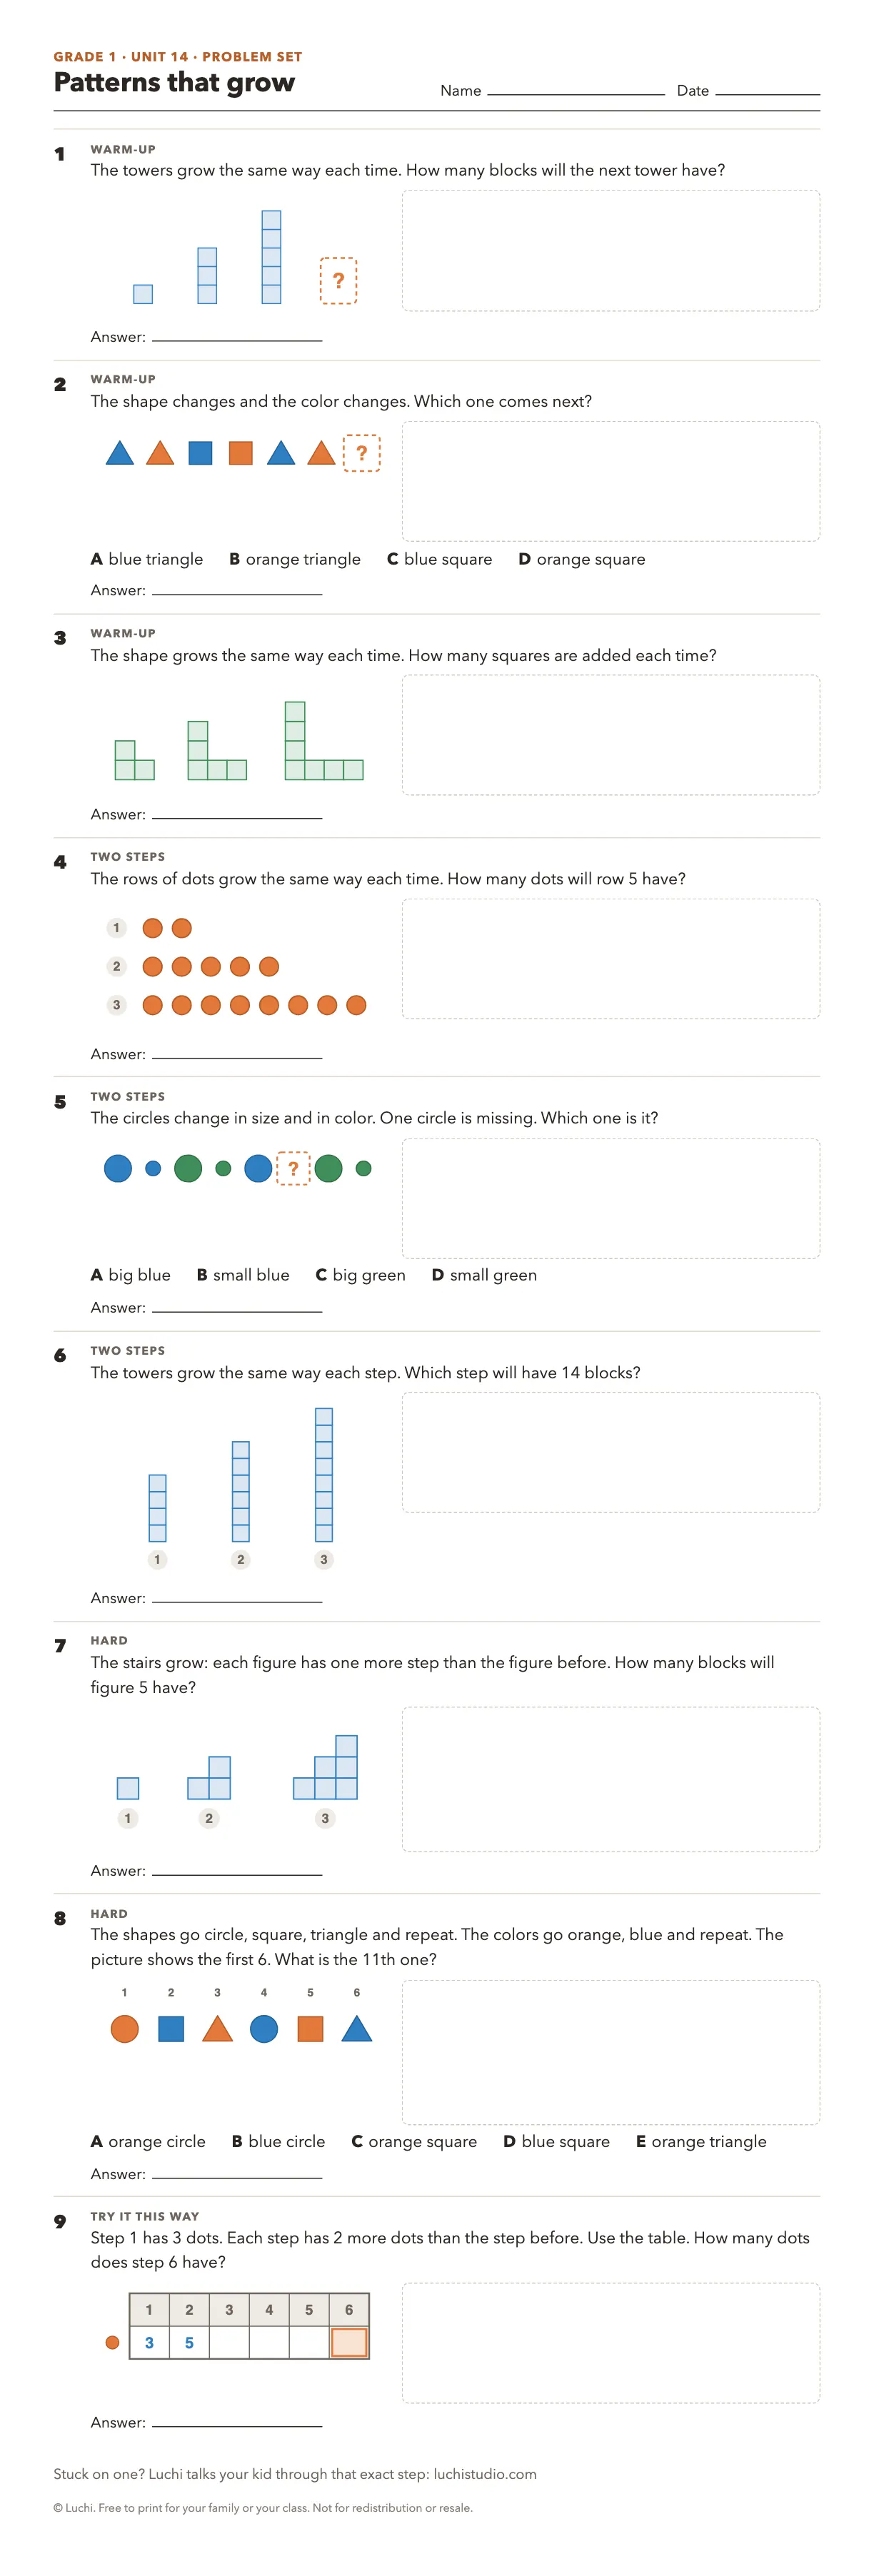 GRADE 1 · UNIT 14 · PROBLEM SET
Patterns that grow
Name Date
1 WARM-UP
The towers grow the same way each time. How many blocks will the next tower have?
?
Answer:
2 WARM-UP
The shape changes and the color changes. Which one comes next?
?
A blue triangle B orange triangle C blue square D orange square
Answer:
3 WARM-UP
The shape grows the same way each time. How many squares are added each time?
Answer:
4 TWO STEPS
The rows of dots grow the same way each time. How many dots will row 5 have?
1
2
3
Answer:
5 TWO STEPS
The circles change in size and in color. One circle is missing. Which one is it?
?
A big blue B small blue C big green D small green
Answer:
6 TWO STEPS
The towers grow the same way each step. Which step will have 14 blocks?
1 2 3
Answer:
7 HARD
The stairs grow: each figure has one more step than the figure before. How many blocks will
figure 5 have?
1 2 3
Answer:
8 HARD
The shapes go circle, square, triangle and repeat. The colors go orange, blue and repeat. The
picture shows the first 6. What is the 11th one?
1 2 3 4 5 6
A orange circle B blue circle C orange square D blue square E orange triangle
Answer:
9 TRY IT THIS WAY
Step 1 has 3 dots. Each step has 2 more dots than the step before. Use the table. How many dots
does step 6 have?
1 2 3 4 5 6
3 5
Answer:
Stuck on one? Luchi talks your kid through that exact step: luchistudio.com
© Luchi. Free to print for your family or your class. Not for redistribution or resale.